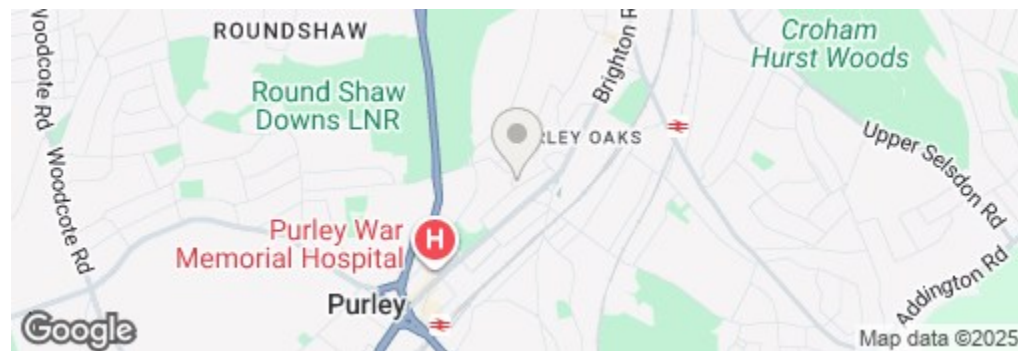 Woodcote Rd
Woodcote Rd
ROUNDSHAW
Round Shaw
Downs LNR
Brighton R
Croham
Hurst Woods
RLEY OAKS
Upper Selsdon Rd
Addington Rd
Purley War
Memorial Hospital
H
Purley
Google
Map data ©2025